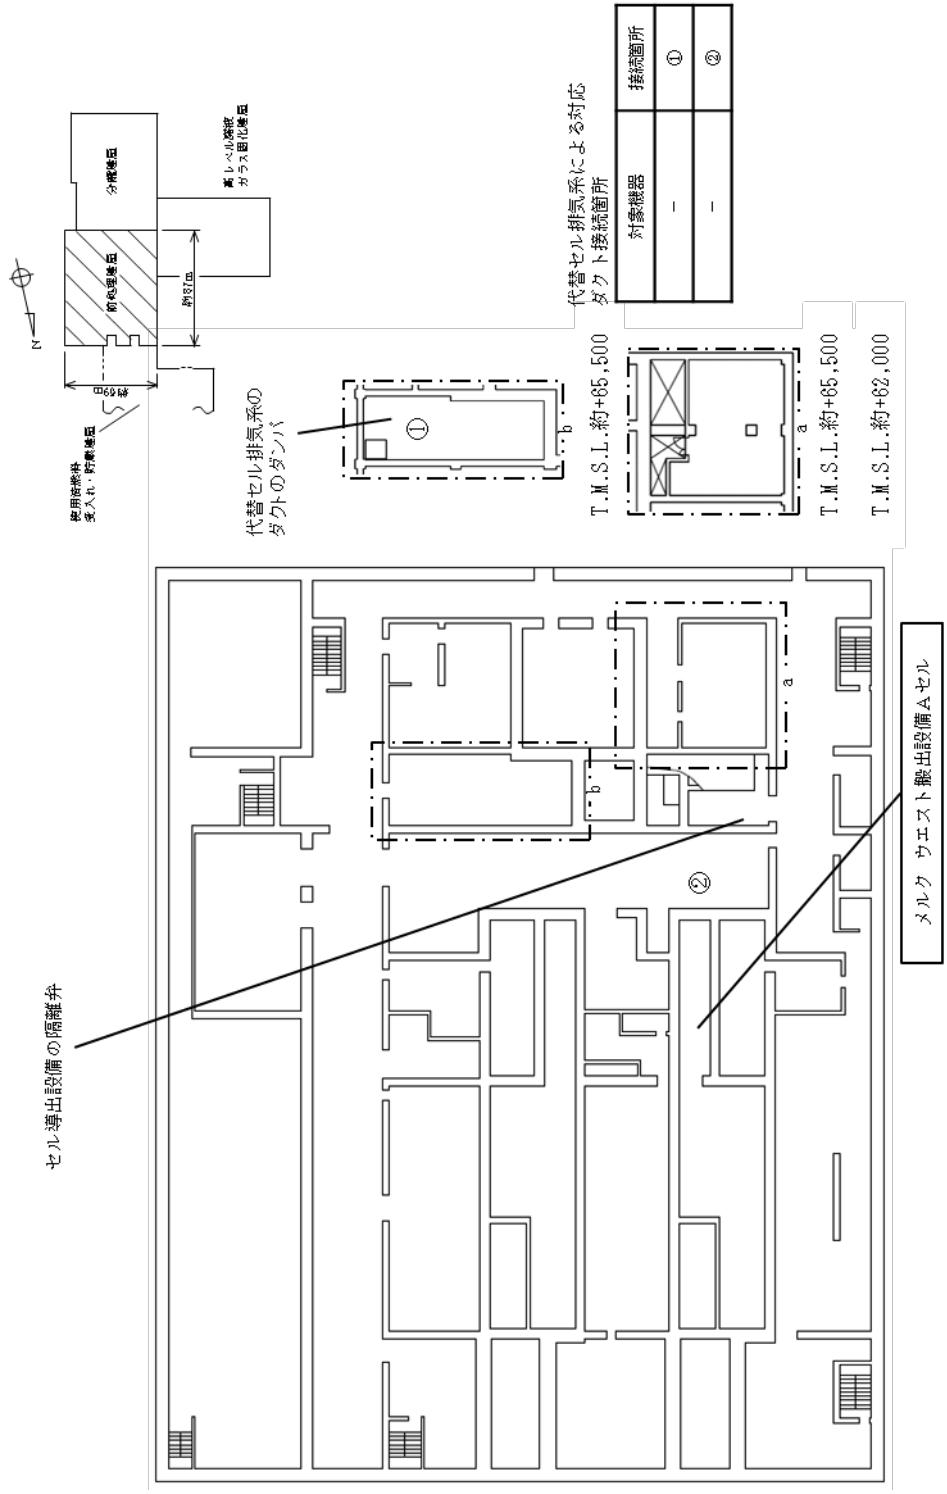 代替セル排気系による対応
ダクト接続箇所
対象機器 接続箇所
－ ①
－ ②
N
使用済燃料
受入れ・貯蔵建屋
前処理建屋
分離建屋
高レベル廃液
ガラス固化建屋
約69m
約87m
代替セル排気系の
ダクトのダンパ
①
b
T.M.S.L.約+65,500
a
T.M.S.L.約+65,500
T.M.S.L.約+62,000
セル導出設備の隔離弁
b
a
②
メルク ウエスト搬出設備Aセル